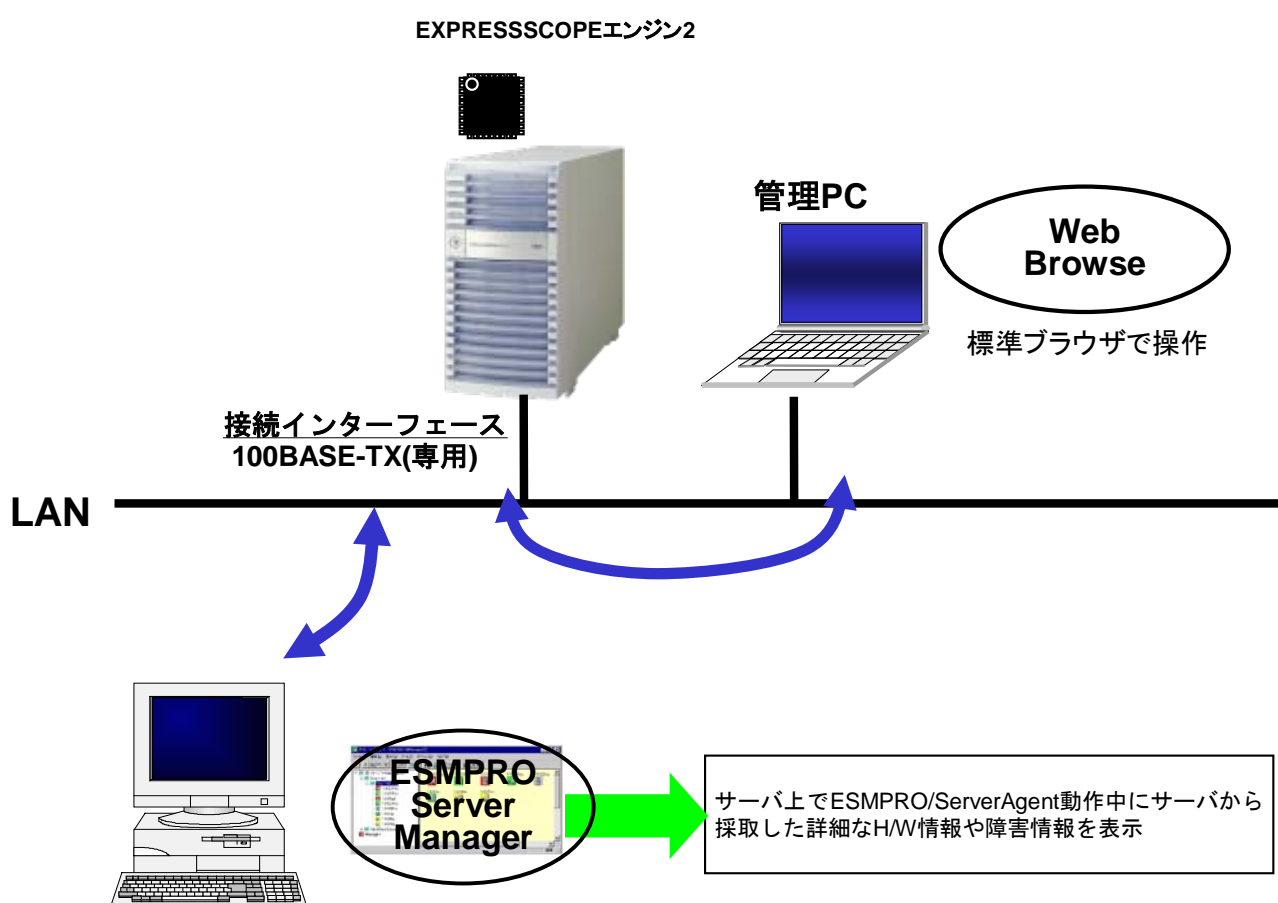 EXPRESSSCOPEエンジン2
管理PC
Web
Browse
標準ブラウザで操作
接続インターフェース
100BASE-TX(専用)
LAN
ESMPRO
Server
Manager
サーバ上でESMPRO/ServerAgent動作中にサーバから
採取した詳細なH/W情報や障害情報を表示